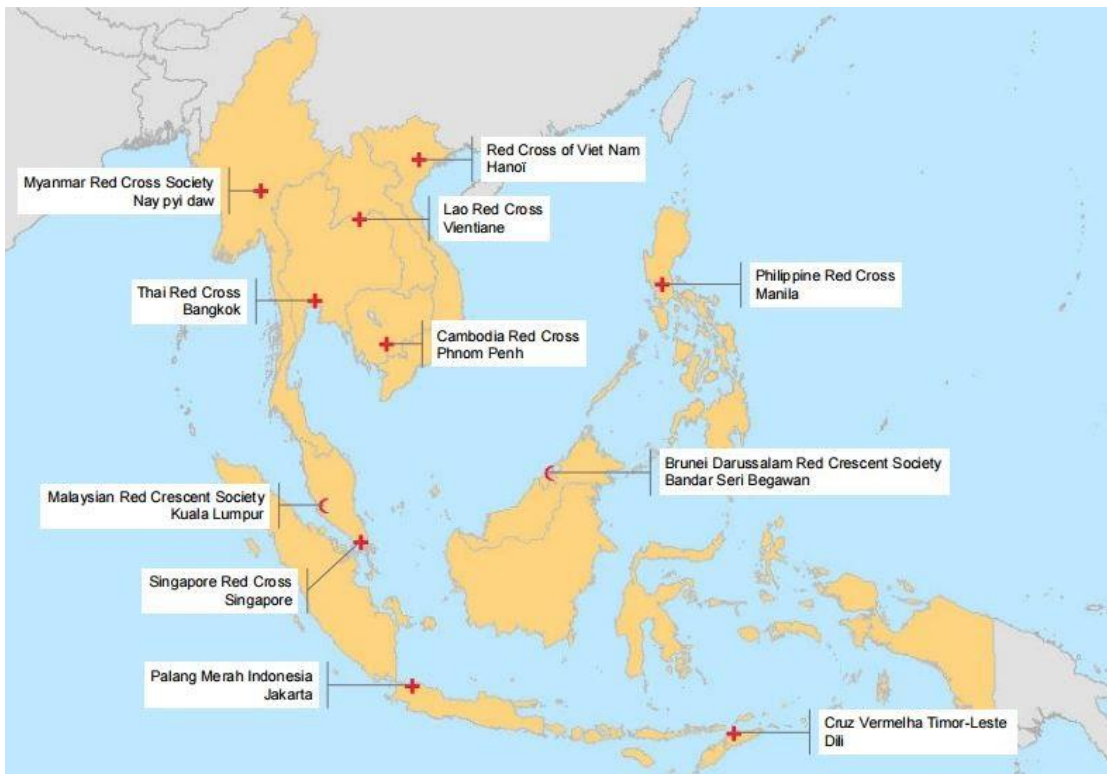 Red Cross of Viet Nam
Hanoï
Myanmar Red Cross Society
Nay pyi daw
Lao Red Cross
Vientiane
Philippine Red Cross
Manila
Thai Red Cross
Bangkok
Cambodia Red Cross
Phnom Penh
Brunei Darussalam Red Crescent Society
Bandar Seri Begawan
Malaysian Red Crescent Society
Kuala Lumpur
Singapore Red Cross
Singapore
Palang Merah Indonesia
Jakarta
Cruz Vermelha Timor-Leste
Dili